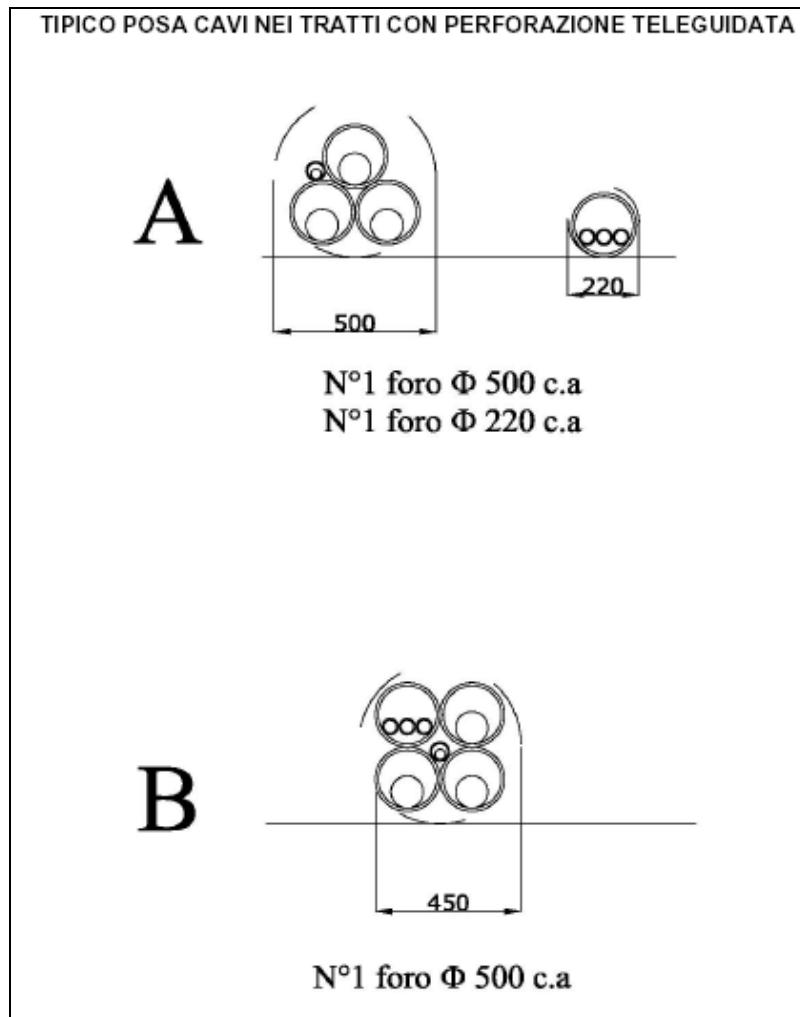 TIPICO POSA CAVI NEI TRATTI CON PERFORAZIONE TELEGUIDATA
A
500
220
N°1 foro Φ 500 c.a
N°1 foro Φ 220 c.a
B
450
N°1 foro Φ 500 c.a